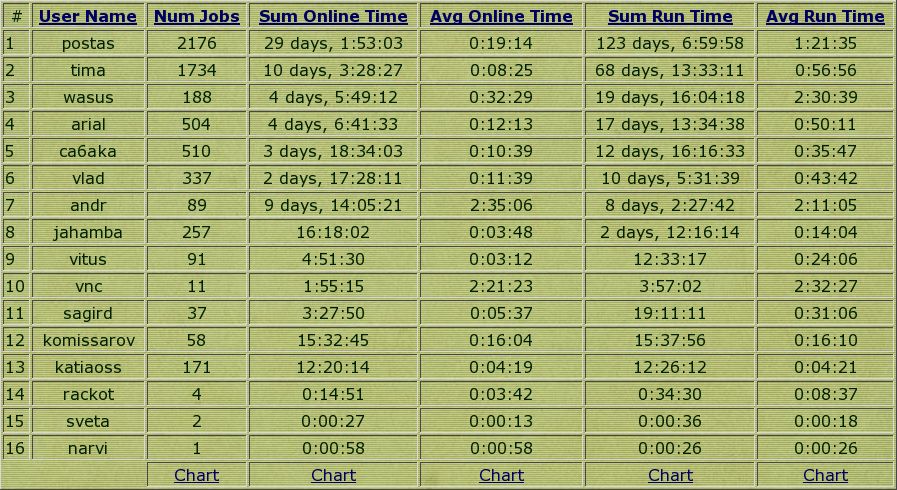 # User Name Num Jobs Sum Online Time Avg Online Time Sum Run Time Avg Run Time
1 postas 2176 29 days, 1:53:03 0:19:14 123 days, 6:59:58 1:21:35
2 tima 1734 10 days, 3:28:27 0:08:25 68 days, 13:33:11 0:56:56
3 wasus 188 4 days, 5:49:12 0:32:29 19 days, 16:04:18 2:30:39
4 arial 504 4 days, 6:41:33 0:12:13 17 days, 13:34:38 0:50:11
5 сабака 510 3 days, 18:34:03 0:10:39 12 days, 16:16:33 0:35:47
6 vlad 337 2 days, 17:28:11 0:11:39 10 days, 5:31:39 0:43:42
7 andr 89 9 days, 14:05:21 2:35:06 8 days, 2:27:42 2:11:05
8 jahamba 257 16:18:02 0:03:48 2 days, 12:16:14 0:14:04
9 vitus 91 4:51:30 0:03:12 12:33:17 0:24:06
10 vnc 11 1:55:15 2:21:23 3:57:02 2:32:27
11 sagird 37 3:27:50 0:05:37 19:11:11 0:31:06
12 komissarov 58 15:32:45 0:16:04 15:37:56 0:16:10
13 katiaoss 171 12:20:14 0:04:19 12:26:12 0:04:21
14 rackot 4 0:14:51 0:03:42 0:34:30 0:08:37
15 sveta 2 0:00:27 0:00:13 0:00:36 0:00:18
16 narvi 1 0:00:58 0:00:58 0:00:26 0:00:26
Chart Chart Chart Chart Chart